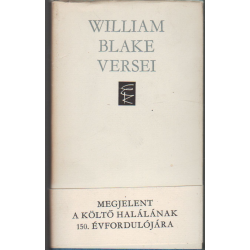 WILLIAM
BLAKE
VERSEI
MEGJELENT
A KÖLTŐ HALÁLÁNAK
150. ÉVFORDULÓJÁRA